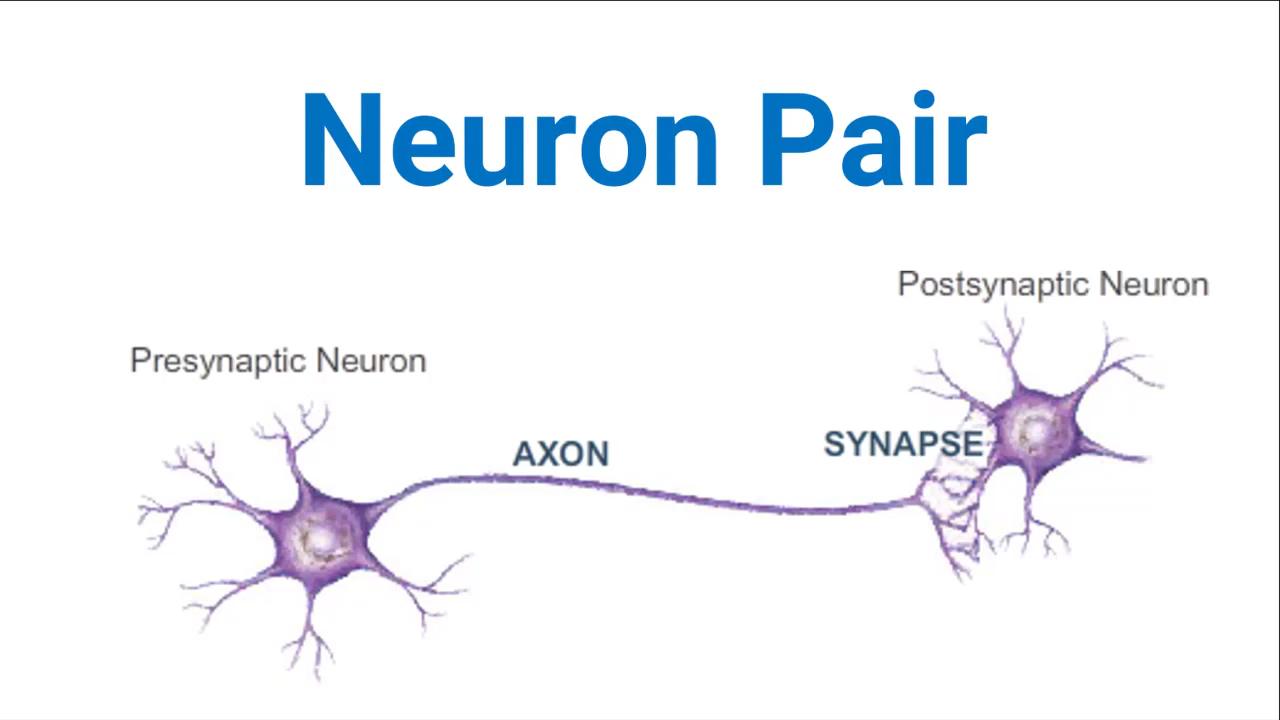 Neuron Pair
Postsynaptic Neuron
Presynaptic Neuron
AXON
SYNAPSE